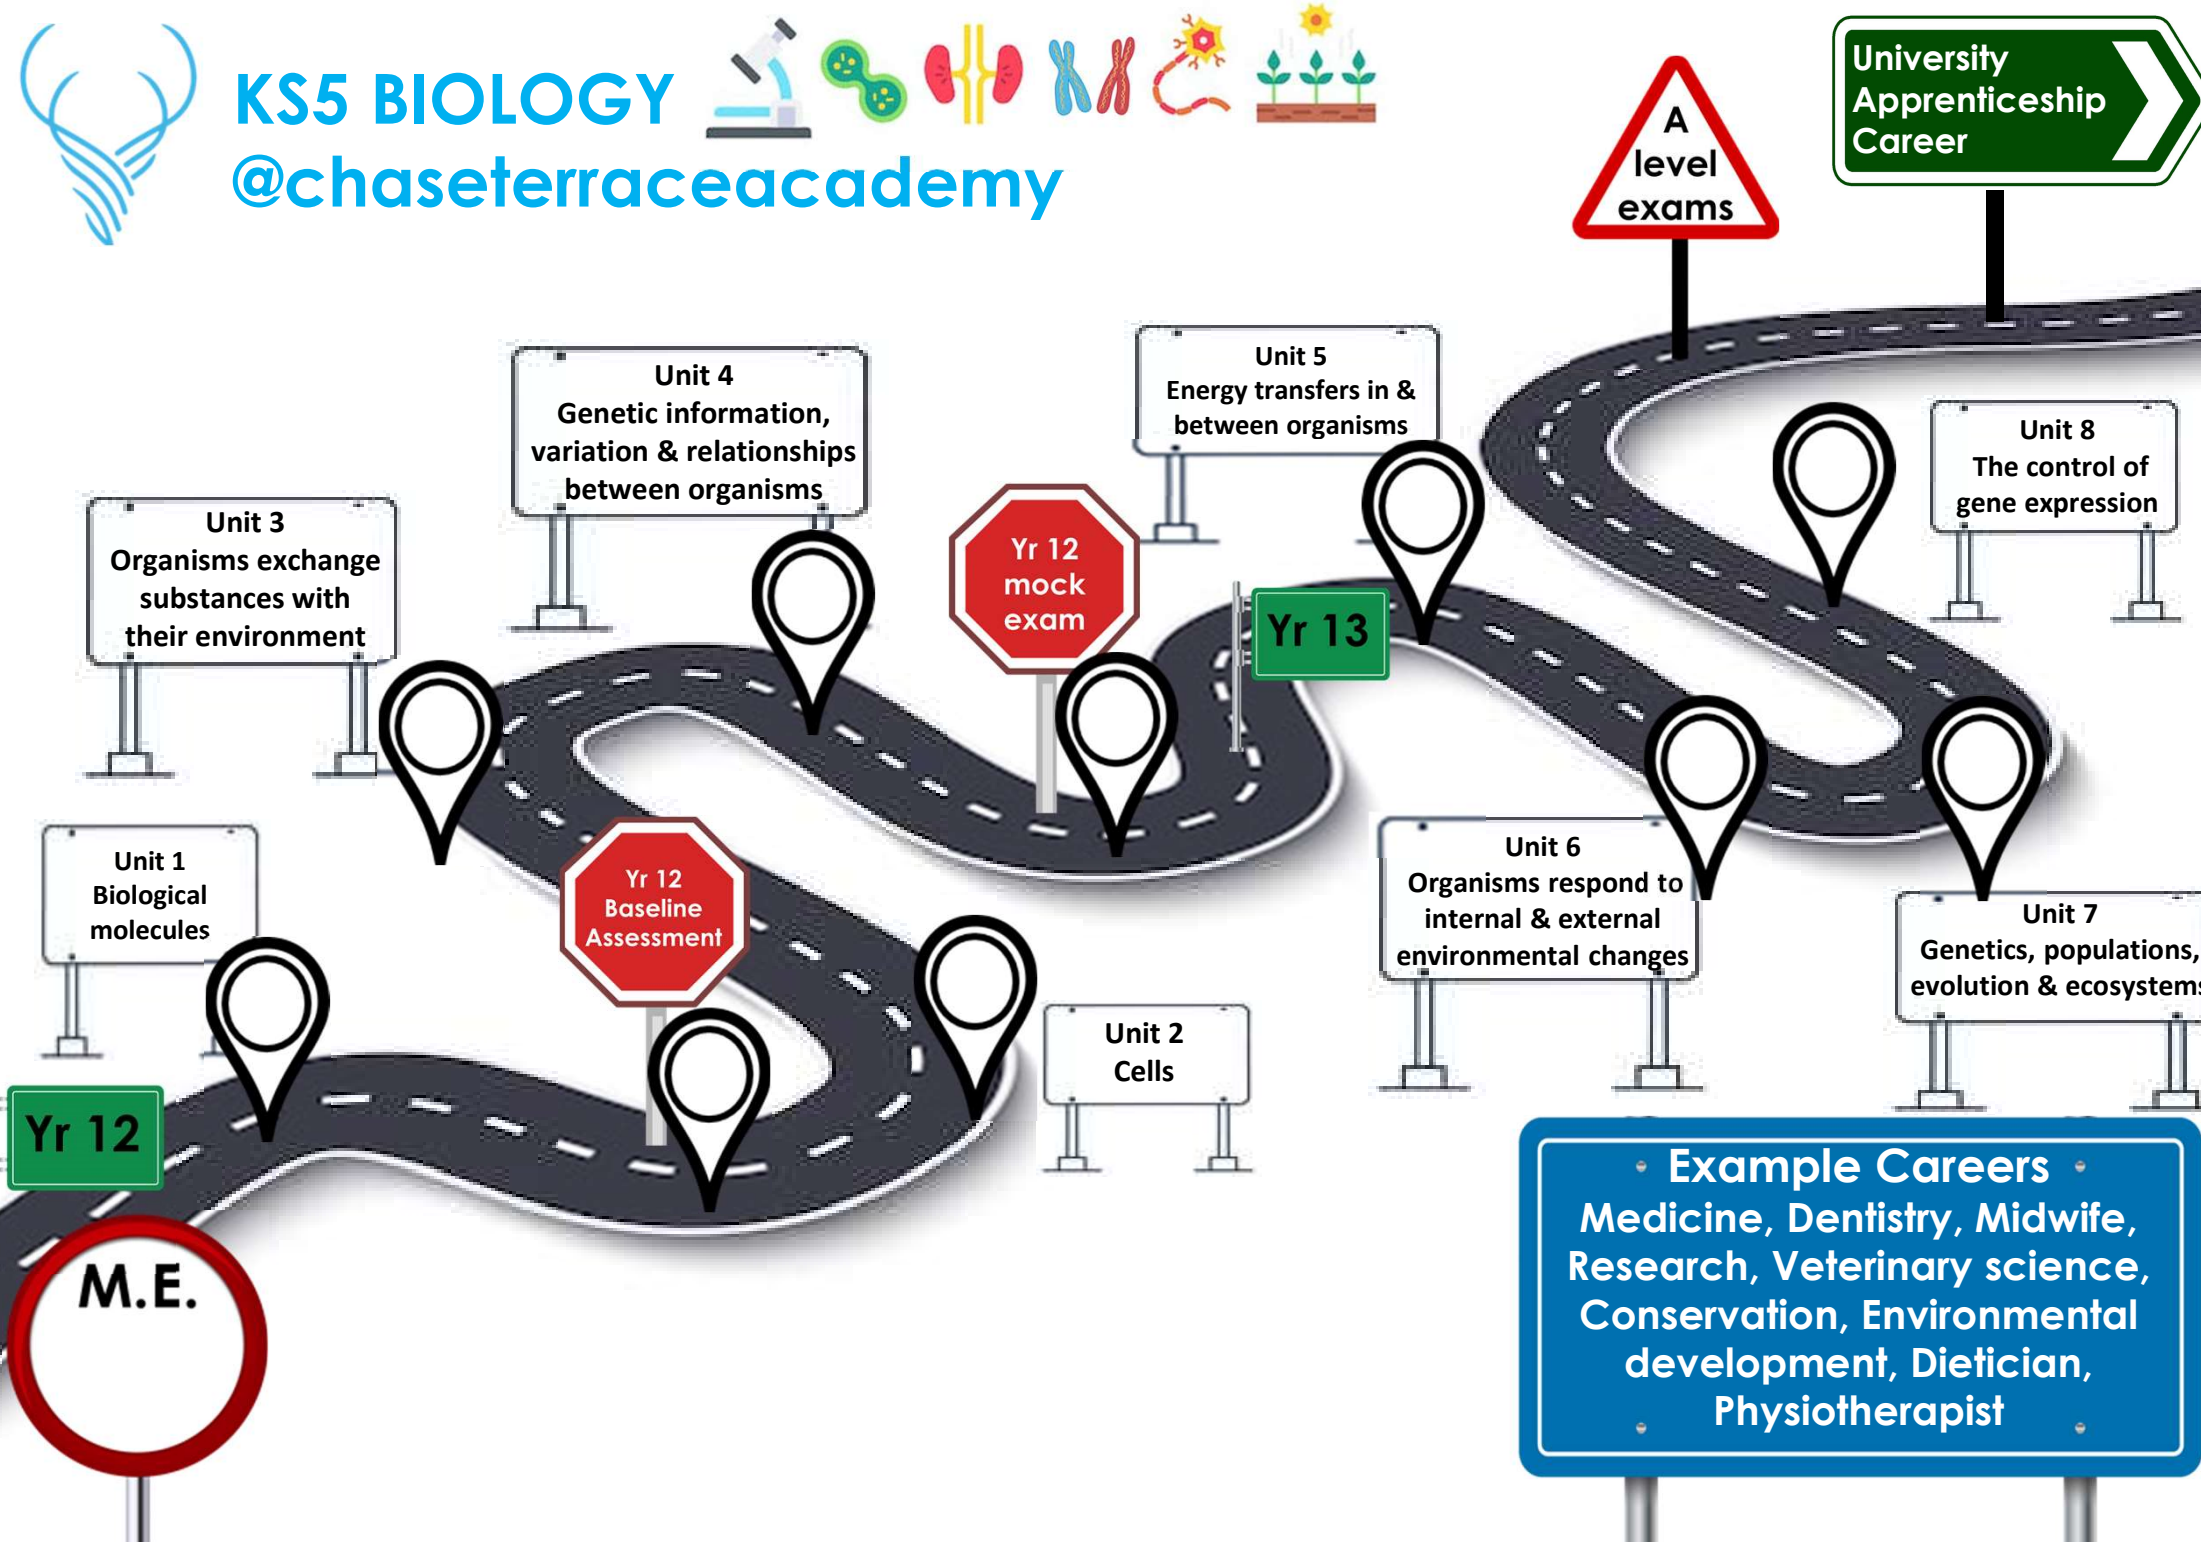 KS5 BIOLOGY
@chaseterraceacademy
University
Apprenticeship
Career
A
level
exams
Unit 5
Energy transfers in &
between organisms
Unit 4
Genetic information,
variation & relationships
between organisms
Unit 8
The control of
gene expression
Unit 3
Organisms exchange
substances with
their environment
Yr 12
mock
exam
Yr 13
Unit 1
Biological
molecules
Yr 12
Baseline
Assessment
Unit 6
Organisms respond to
internal & external
environmental changes
Unit 7
Genetics, populations,
evolution & ecosystems
Unit 2
Cells
Yr 12
M.E.
Example Careers
Medicine, Dentistry, Midwife,
Research, Veterinary science,
Conservation, Environmental
development, Dietician,
Physiotherapist